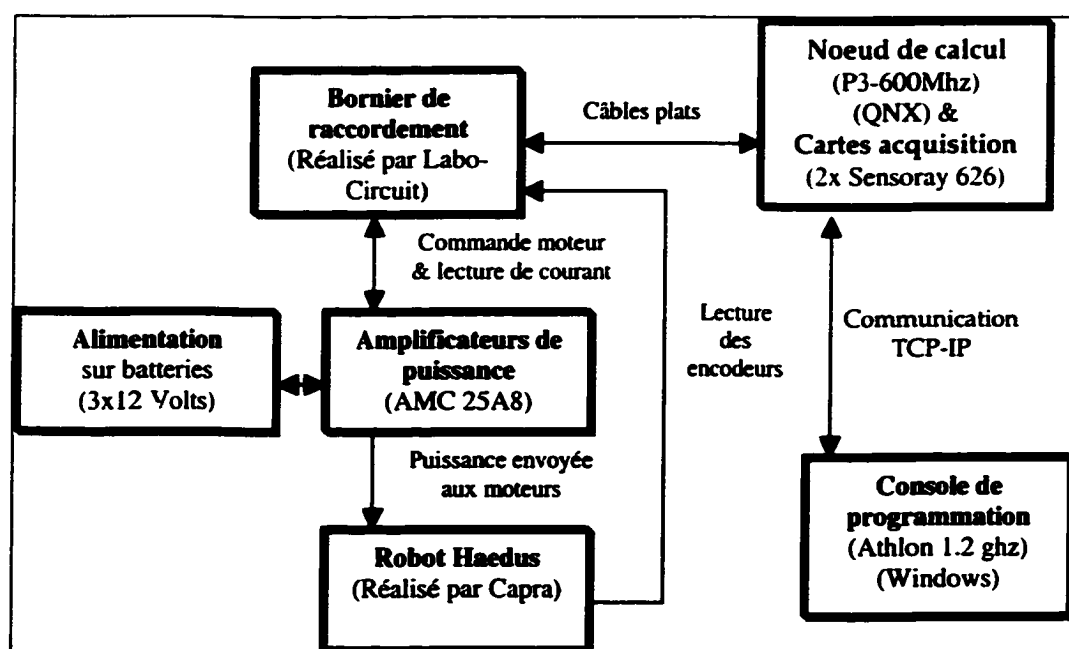 Noeud de calcul
(P3-600Mhz)
(QNX) &
Cartes acquisition
(2x Sensoray 626)
Bornier de
raccordement
(Réalisé par Labo-
Circuit)
Câbles plats
Commande moteur
& lecture de courant
Alimentation
sur batteries
(3x12 Volts)
Amplificateurs de
puissance
(AMC 25A8)
Lecture
des
encodeurs
Communication
TCP-IP
Puissance envoyée
aux moteurs
Robot Haedus
(Réalisé par Capra)
Console de
programmation
(Athlon 1.2 ghz)
(Windows)